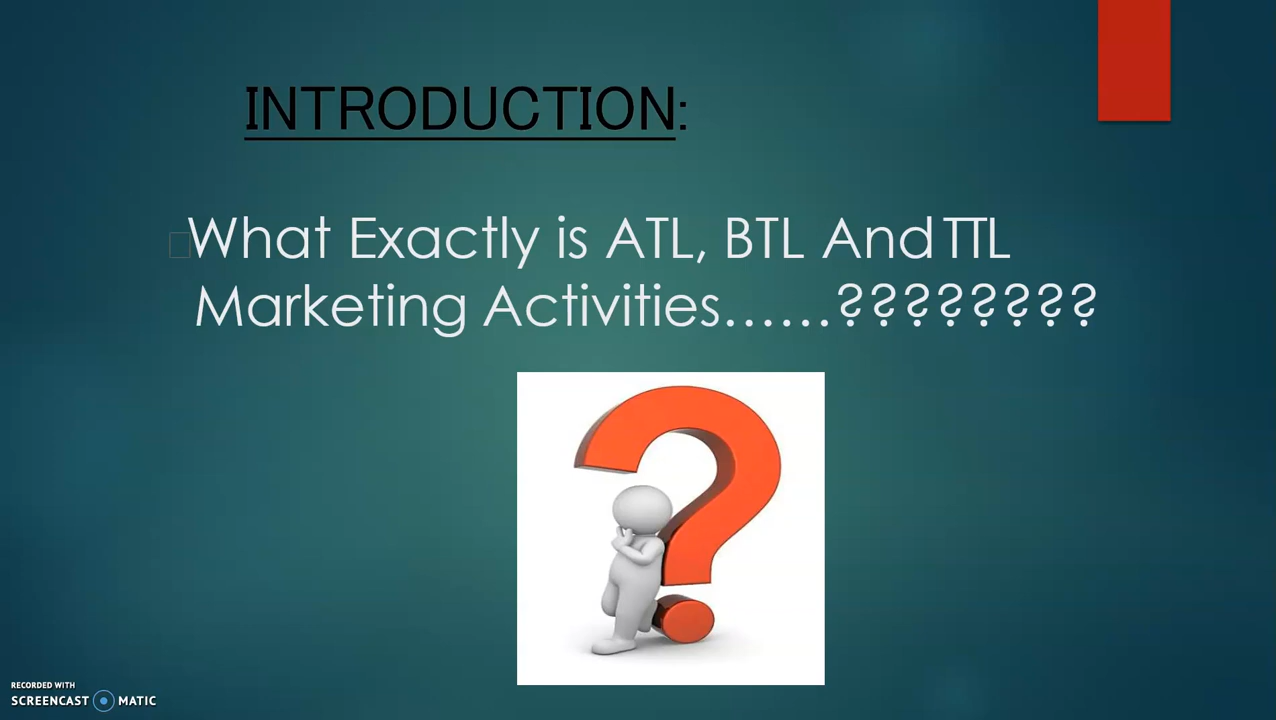 INTRODUCTION:
What Exactly is ATL, BTL And TTL
Marketing Activities......????????
RECORDED WITH
SCREENCAST MATIC